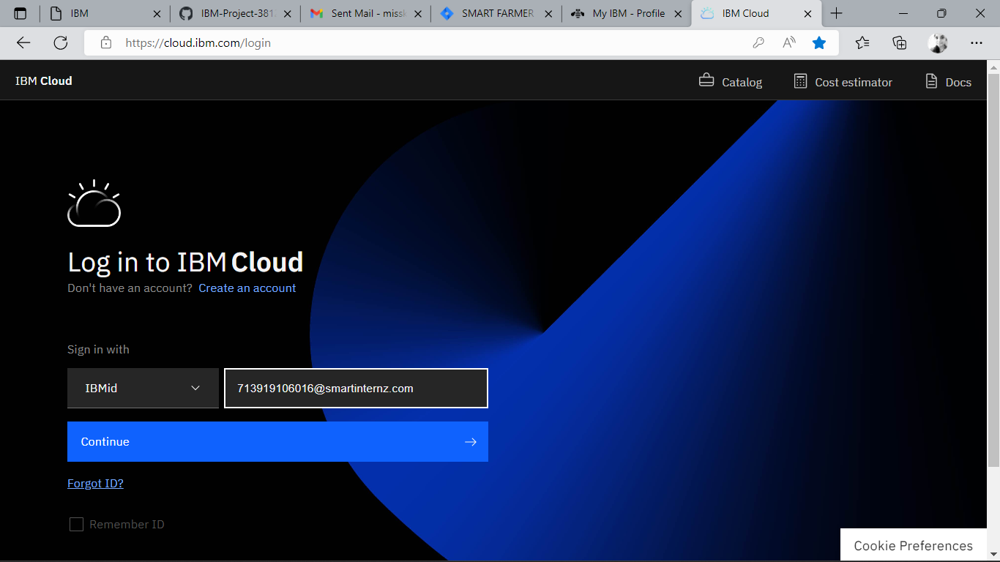 IBM
IBM-Project-381
Sent Mail - miss
SMART FARMER
My IBM - Profile
IBM Cloud
https://cloud.ibm.com/login
IBM Cloud
Catalog
Cost estimator
Docs
Log in to IBM Cloud
Don't have an account? Create an account
Sign in with
IBMid
713919106016@smartinternz.com
Continue
Forgot ID?
Remember ID
Cookie Preferences